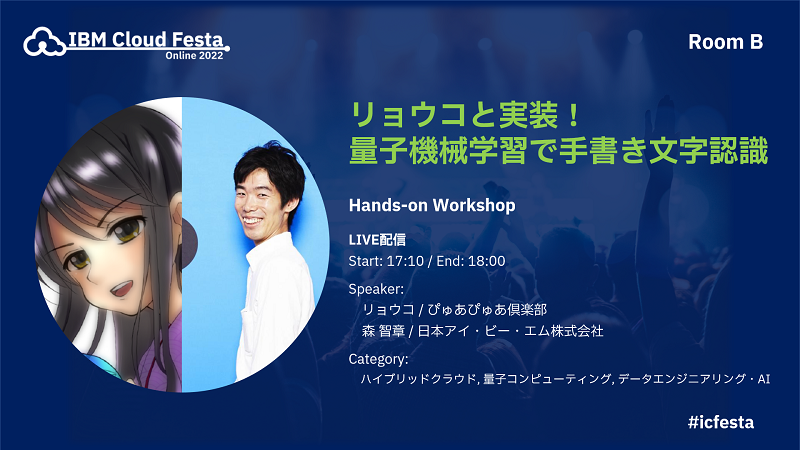 IBM Cloud Festa
Online 2022
Room B
リョウコと実装！
量子機械学習で手書き文字認識
Hands-on Workshop
LIVE配信
Start: 17:10 / End: 18:00
Speaker:
リョウコ / ぴゅあぴゅあ倶楽部
森 智章 / 日本アイ・ビー・エム株式会社
Category:
ハイブリッドクラウド, 量子コンピューティング, データエンジニアリング・AI
#icfesta